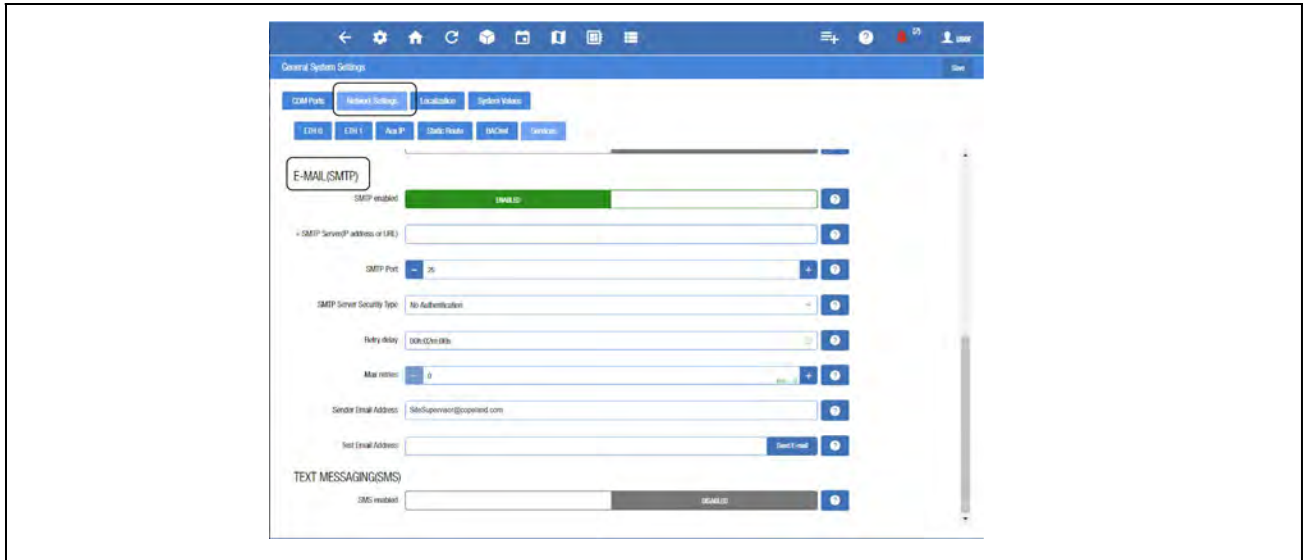 user
General System Settings
Save
COM Ports Network Settings Localization System Values
ETH 0 ETH 1 Aux IP Static Route BACnet Services
E-MAIL(SMTP)
SMTP enabled ENABLED
SMTP Server(IP address or URL)
SMTP Port 25
SMTP Server Security Type No Authentication
Retry delay 00h:02m:00s
Max retries 0
Sender Email Address SiteSupervisor@copeland.com
Test Email Address Send E-mail
TEXT MESSAGING(SMS)
SMS enabled DISABLED